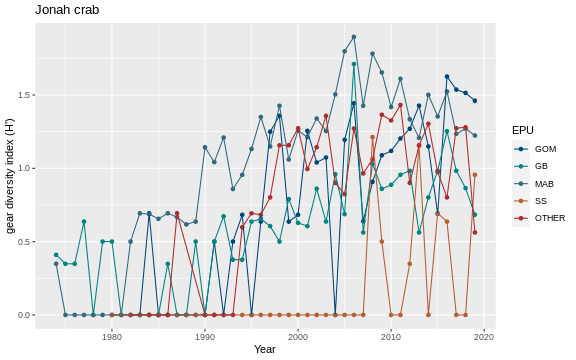 Jonah crab
gear diversity index (H')
1.5
1.0
0.5
0.0
1980
1990
2000
2010
2020
Year
EPU
GOM
GB
MAB
SS
OTHER